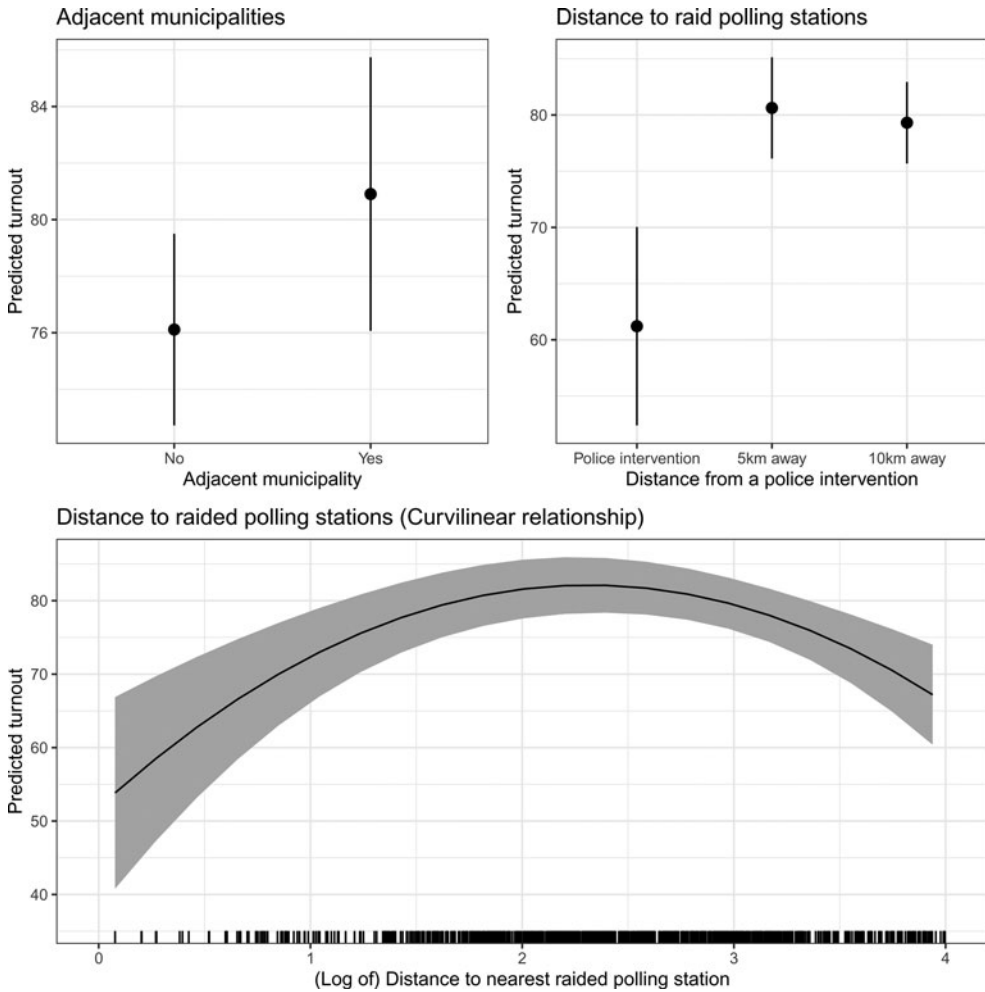 Adjacent municipalities
84
80
76
Predicted turnout
No
Yes
Adjacent municipality
Distance to raid polling stations
80
70
60
Predicted turnout
Police intervention
5km away
10km away
Distance from a police intervention
Distance to raided polling stations (Curvilinear relationship)
80
70
60
50
40
Predicted turnout
0
1
2
3
4
(Log of) Distance to nearest raided polling station